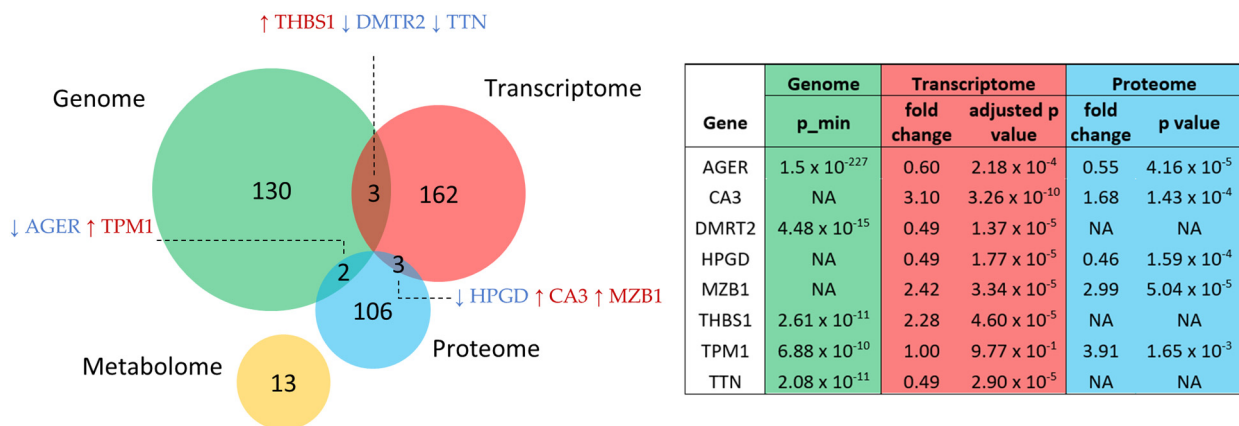 ↑ THBS1 ↓ DMTR2 ↓ TTN
Genome
Transcriptome
130
3
162
↓ AGER ↑ TPM1
2
3
106
↓ HPGD ↑ CA3 ↑ MZB1
Proteome
Metabolome
13
Genome Transcriptome Proteome
Gene p_min fold change adjusted p value fold change p value
AGER 1.5 x 10⁻²²⁷ 0.60 2.18 x 10⁻⁴ 0.55 4.16 x 10⁻⁵
CA3 NA 3.10 3.26 x 10⁻¹⁰ 1.68 1.43 x 10⁻⁴
DMRT2 4.48 x 10⁻¹⁵ 0.49 1.37 x 10⁻⁵ NA NA
HPGD NA 0.49 1.77 x 10⁻⁵ 0.46 1.59 x 10⁻⁴
MZB1 NA 2.42 3.34 x 10⁻⁵ 2.99 5.04 x 10⁻⁵
THBS1 2.61 x 10⁻¹¹ 2.28 4.60 x 10⁻⁵ NA NA
TPM1 6.88 x 10⁻¹⁰ 1.00 9.77 x 10⁻¹ 3.91 1.65 x 10⁻³
TTN 2.08 x 10⁻¹¹ 0.49 2.90 x 10⁻⁵ NA NA